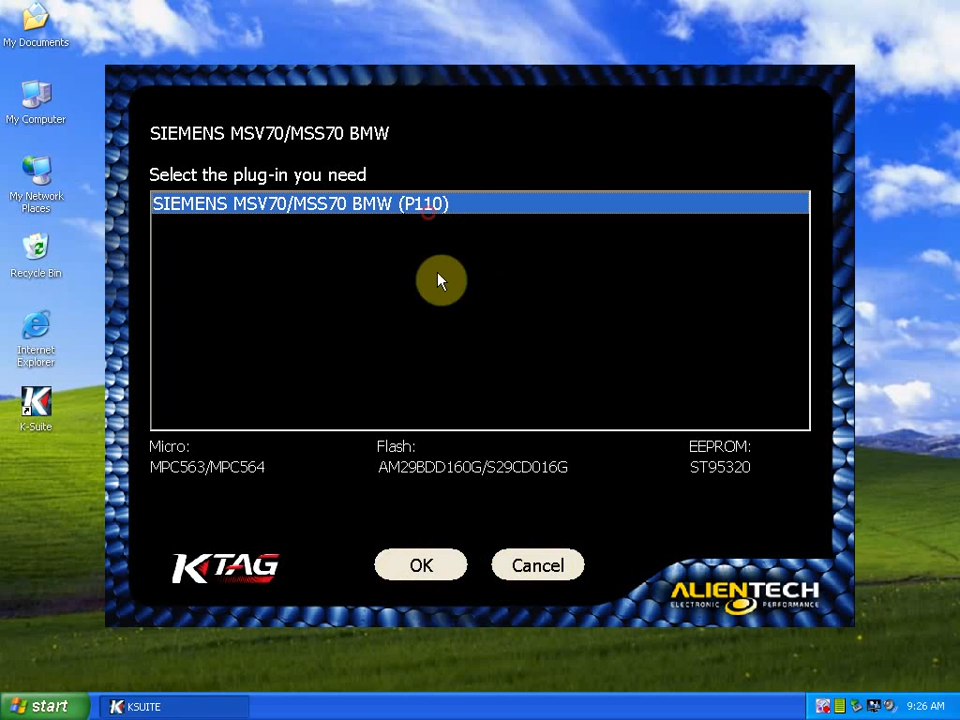 My Documents
My Computer
My Network
Places
Recycle Bin
Internet
Explorer
K-Suite
SIEMENS MSV70/MSS70 BMW
Select the plug-in you need
SIEMENS MSV70/MSS70 BMW (P110)
Micro:
MPC563/MPC564
Flash:
AM29BDD160G/S29CD016G
EEPROM:
ST95320
KTAG
OK
Cancel
ALIENTECH
ELECTRONIC PERFORMANCE
start
KSUITE
9:26 AM